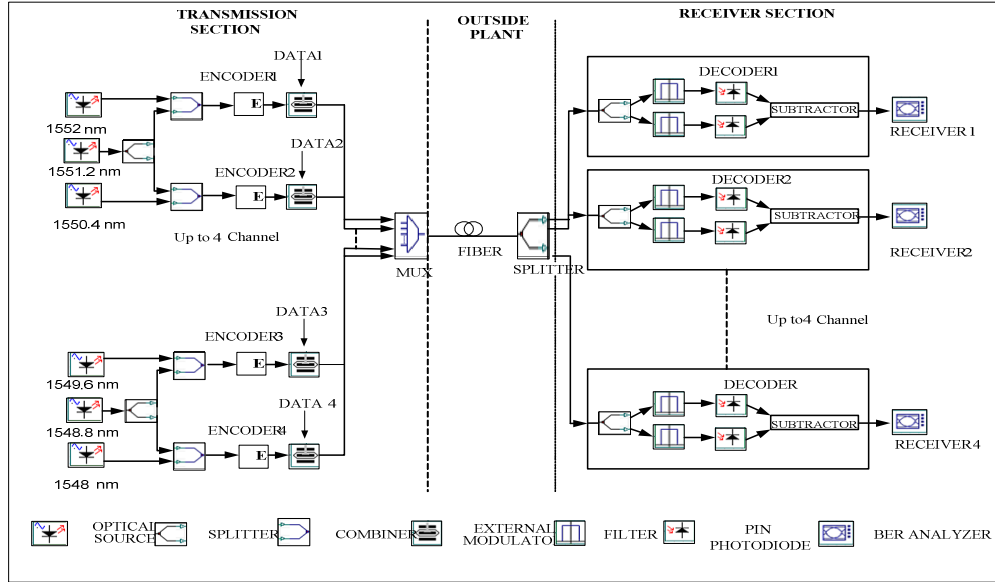 TRANSMISSION
SECTION
OUTSIDE
PLANT
RECEIVER SECTION
DATA1
ENCODER1
E
1552 nm
1551.2 nm
DATA2
ENCODER2
E
1550.4 nm
Up to 4 Channel
MUX
FIBER
SPLITTER
DECODER1
SUBTRACTOR
RECEIVER 1
DECODER2
SUBTRACTOR
RECEIVER2
Up to4 Channel
DATA3
ENCODER3
E
1549.6 nm
1548.8 nm
DATA 4
ENCODER4
E
1548 nm
DECODER
SUBTRACTOR
RECEIVER 4
OPTICAL
SOURCE
SPLITTER
COMBINER
EXTERNAL
MODULATO
FILTER
PIN
PHOTODIODE
BER ANALYZER